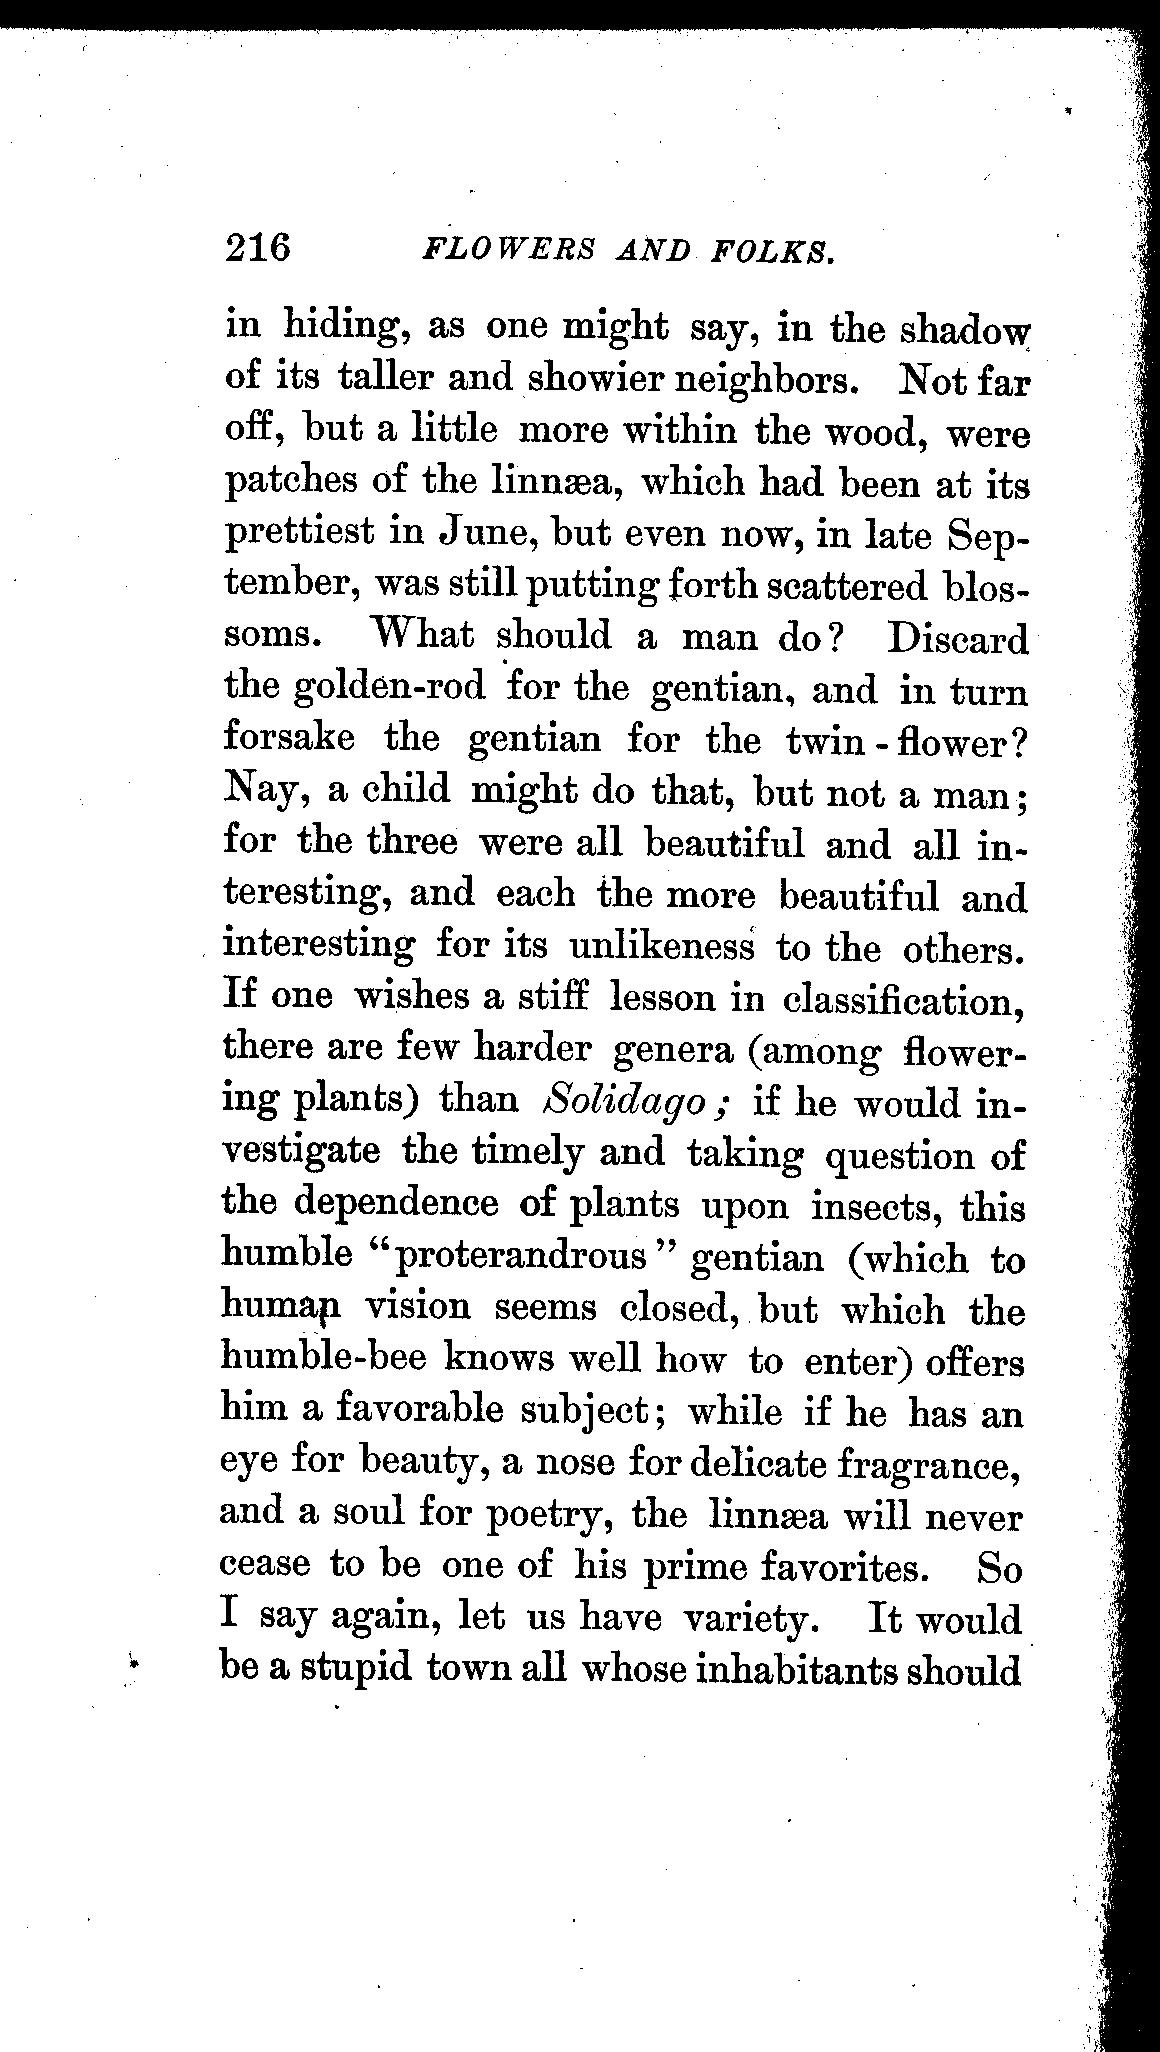 216 FLOWERS AND FOLKS.
in hiding, as one might say, in the shadow
of its taller and showier neighbors. Not far
off, but a little more within the wood, were
patches of the linnæa, which had been at its
prettiest in June, but even now, in late Sep-
tember, was still putting forth scattered blos-
soms. What should a man do? Discard
the golden-rod for the gentian, and in turn
forsake the gentian for the twin-flower?
Nay, a child might do that, but not a man;
for the three were all beautiful and all in-
teresting, and each the more beautiful and
interesting for its unlikeness to the others.
If one wishes a stiff lesson in classification,
there are few harder genera (among flower-
ing plants) than Solidago; if he would in-
vestigate the timely and taking question of
the dependence of plants upon insects, this
humble "proterandrous" gentian (which to
human vision seems closed, but which the
humble-bee knows well how to enter) offers
him a favorable subject; while if he has an
eye for beauty, a nose for delicate fragrance,
and a soul for poetry, the linnæa will never
cease to be one of his prime favorites. So
I say again, let us have variety. It would
be a stupid town all whose inhabitants should